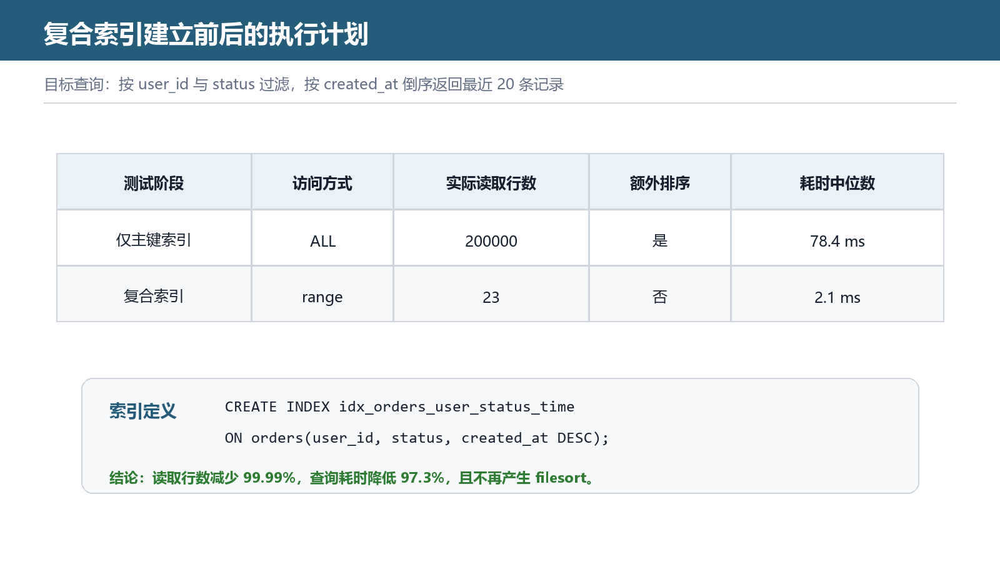 复合索引建立前后的执行计划
目标查询：按 user_id 与 status 过滤，按 created_at 倒序返回最近 20 条记录
测试阶段 访问方式 实际读取行数 额外排序 耗时中位数
仅主键索引 ALL 200000 是 78.4 ms
复合索引 range 23 否 2.1 ms
索引定义 CREATE INDEX idx_orders_user_status_time
ON orders(user_id, status, created_at DESC);
结论：读取行数减少 99.99%，查询耗时降低 97.3%，且不再产生 filesort。